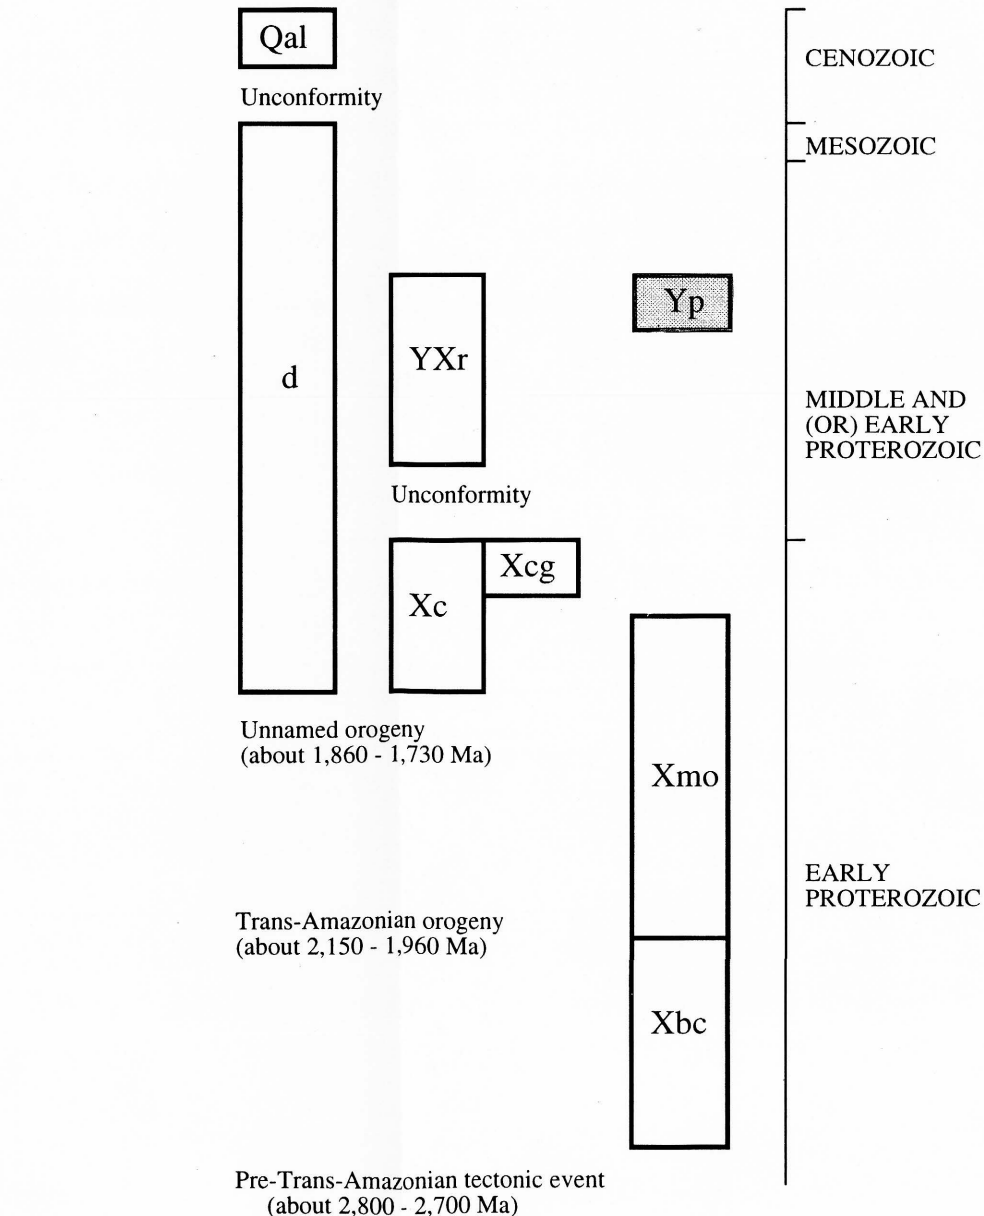 Qal
CENOZOIC
Unconformity
MESOZOIC
Yp
YXr
d
MIDDLE AND
(OR) EARLY
PROTEROZOIC
Unconformity
Xcg
Xc
Unnamed orogeny
(about 1,860 - 1,730 Ma)
Xmo
EARLY
PROTEROZOIC
Trans-Amazonian orogeny
(about 2,150 - 1,960 Ma)
Xbc
Pre-Trans-Amazonian tectonic event
(about 2,800 - 2,700 Ma)